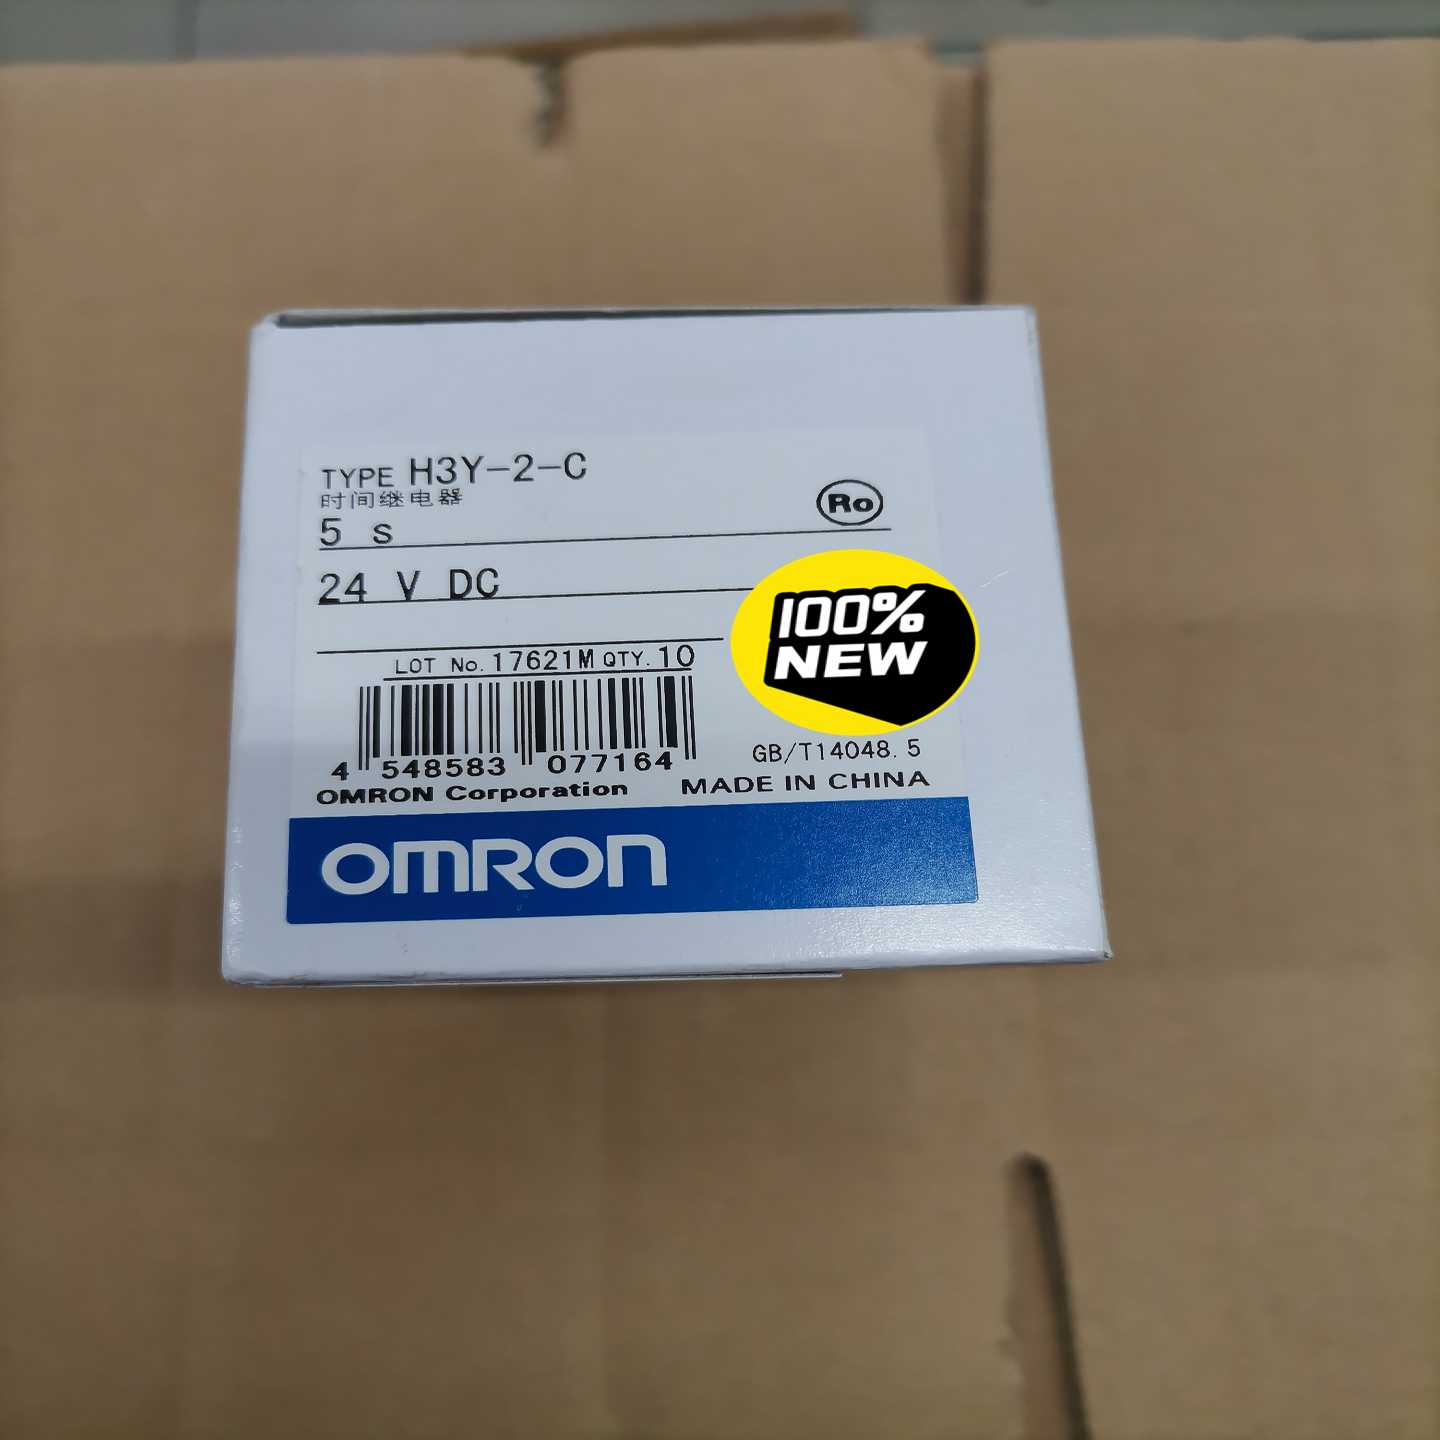 TYPE H3Y-2-C
时间继电器
Ro
5 s
24 V DC
100%
NEW
LOT No. 17621M QTY. 10
4 548583 077164
GB/T14048.5
OMRON Corporation MADE IN CHINA
OMRON